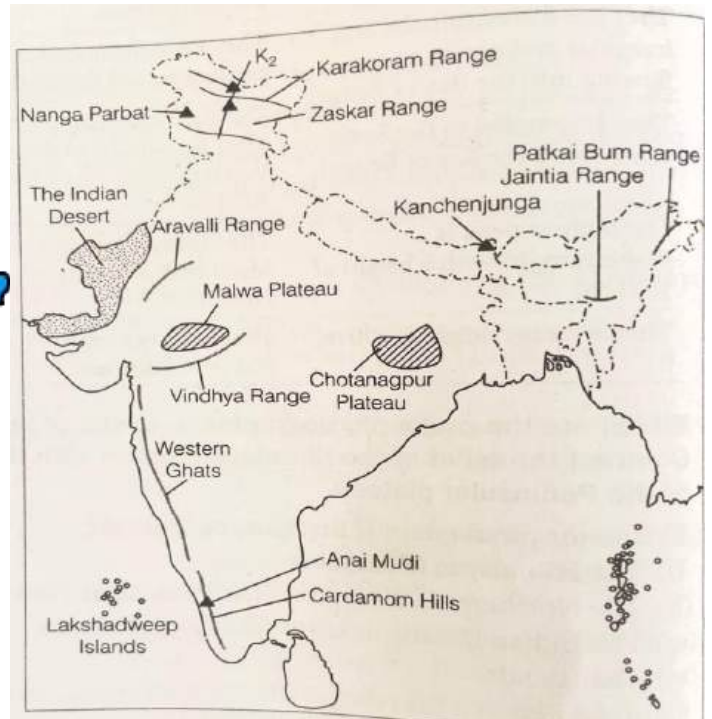 K2
Karakoram Range
Nanga Parbat
Zaskar Range
Patkai Bum Range
Jaintia Range
The Indian
Desert
Kanchenjunga
Aravalli Range
Malwa Plateau
Vindhya Range
Chotanagpur
Plateau
Western
Ghats
Anai Mudi
Cardamom Hills
Lakshadweep
Islands
?